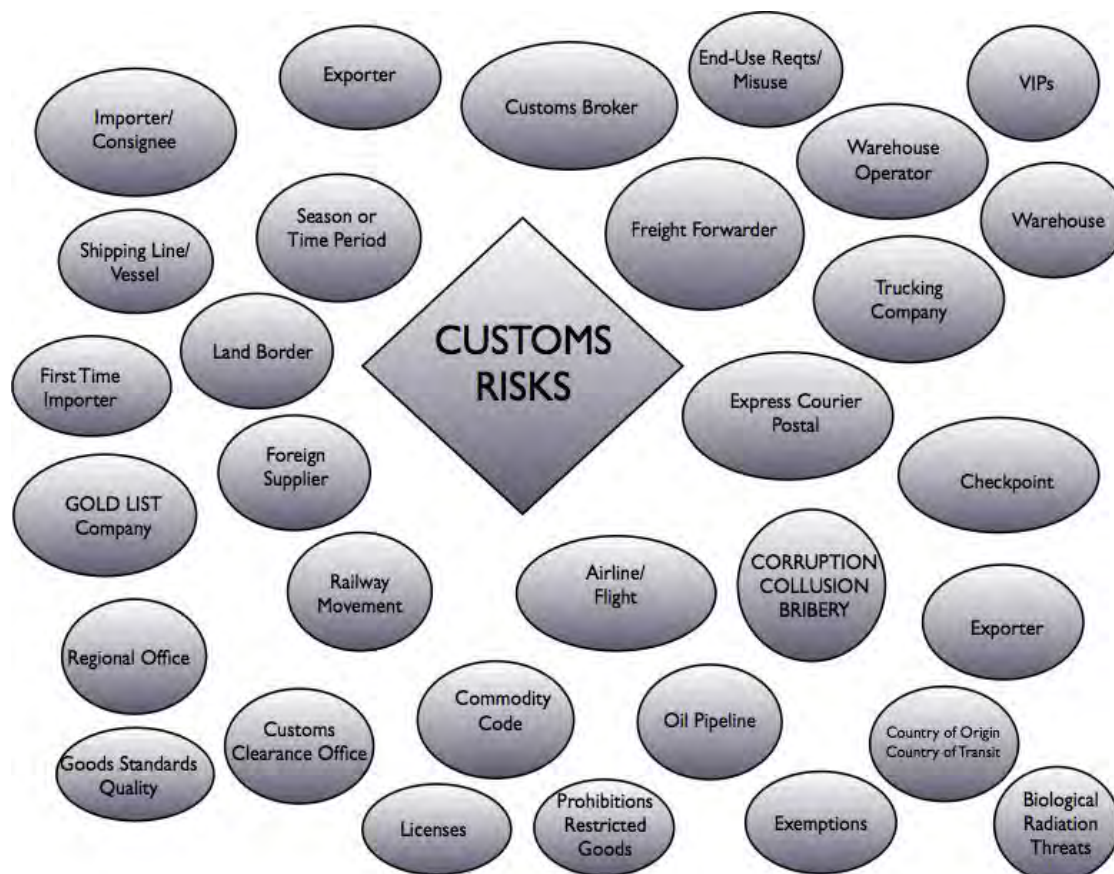 Exporter
Customs Broker
End-Use Reqts/
Misuse
VIPs
Importer/
Consignee
Warehouse
Operator
Season or
Time Period
Freight Forwarder
Warehouse
Shipping Line/
Vessel
Trucking
Company
Land Border
CUSTOMS
RISKS
First Time
Importer
Express Courier
Postal
Foreign
Supplier
Checkpoint
GOLD LIST
Company
Railway
Movement
Airline/
Flight
CORRUPTION
COLLUSION
BRIBERY
Exporter
Regional Office
Commodity
Code
Oil Pipeline
Customs
Clearance Office
Country of Origin
Country of Transit
Goods Standards
Quality
Licenses
Prohibitions
Restricted
Goods
Exemptions
Biological
Radiation
Threats